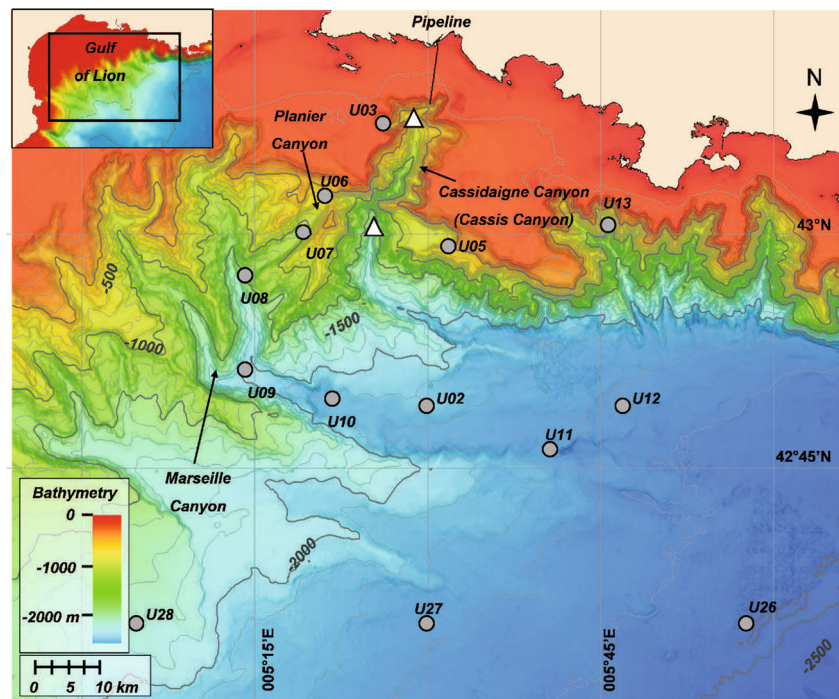 Pipeline
Gulf
of Lion
N
U03
Planier
Canyon
U06
Cassidaigne Canyon
(Cassis Canyon)
U13
43°N
U07
U05
-500
U08
-1500
-1000
U09
U10
U02
U12
U11
42°45'N
Marseille
Canyon
Bathymetry
0
-1000
-2000 m
-2000
U28
U27
U26
005°15'E
005°45'E
-2500
0 5 10 km